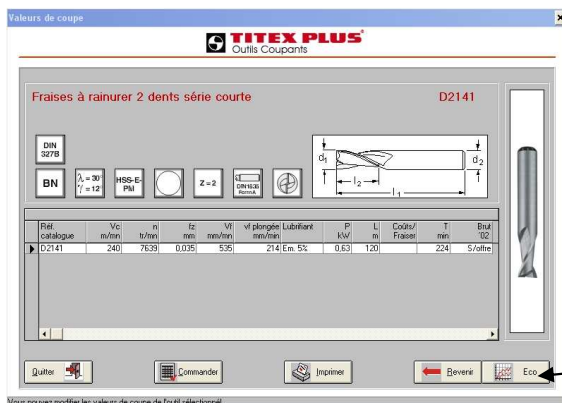 Valeurs de coupe
TITEX PLUS
Outils Coupants
Fraises à rainurer 2 dents série courte D2141
DIN 327B
BN λ = 30° γ = 12° HSS-E-PM Z = 2 DIN1835
d1 d2
l2
l1
Réf. catalogue Vc m/mn n tr/mn fz mm Vf mm/mn vf plongée mm/min Lubrifiant P kW L m Coûts/Fraiser T min Brut '02
D2141 240 7639 0,035 535 214 Em. 5% 0,63 120 224 S/offre
Quitter Commander Imprimer Revenir Eco
Vous pouvez modifier les valeurs de coupe de l'outil sélectionné